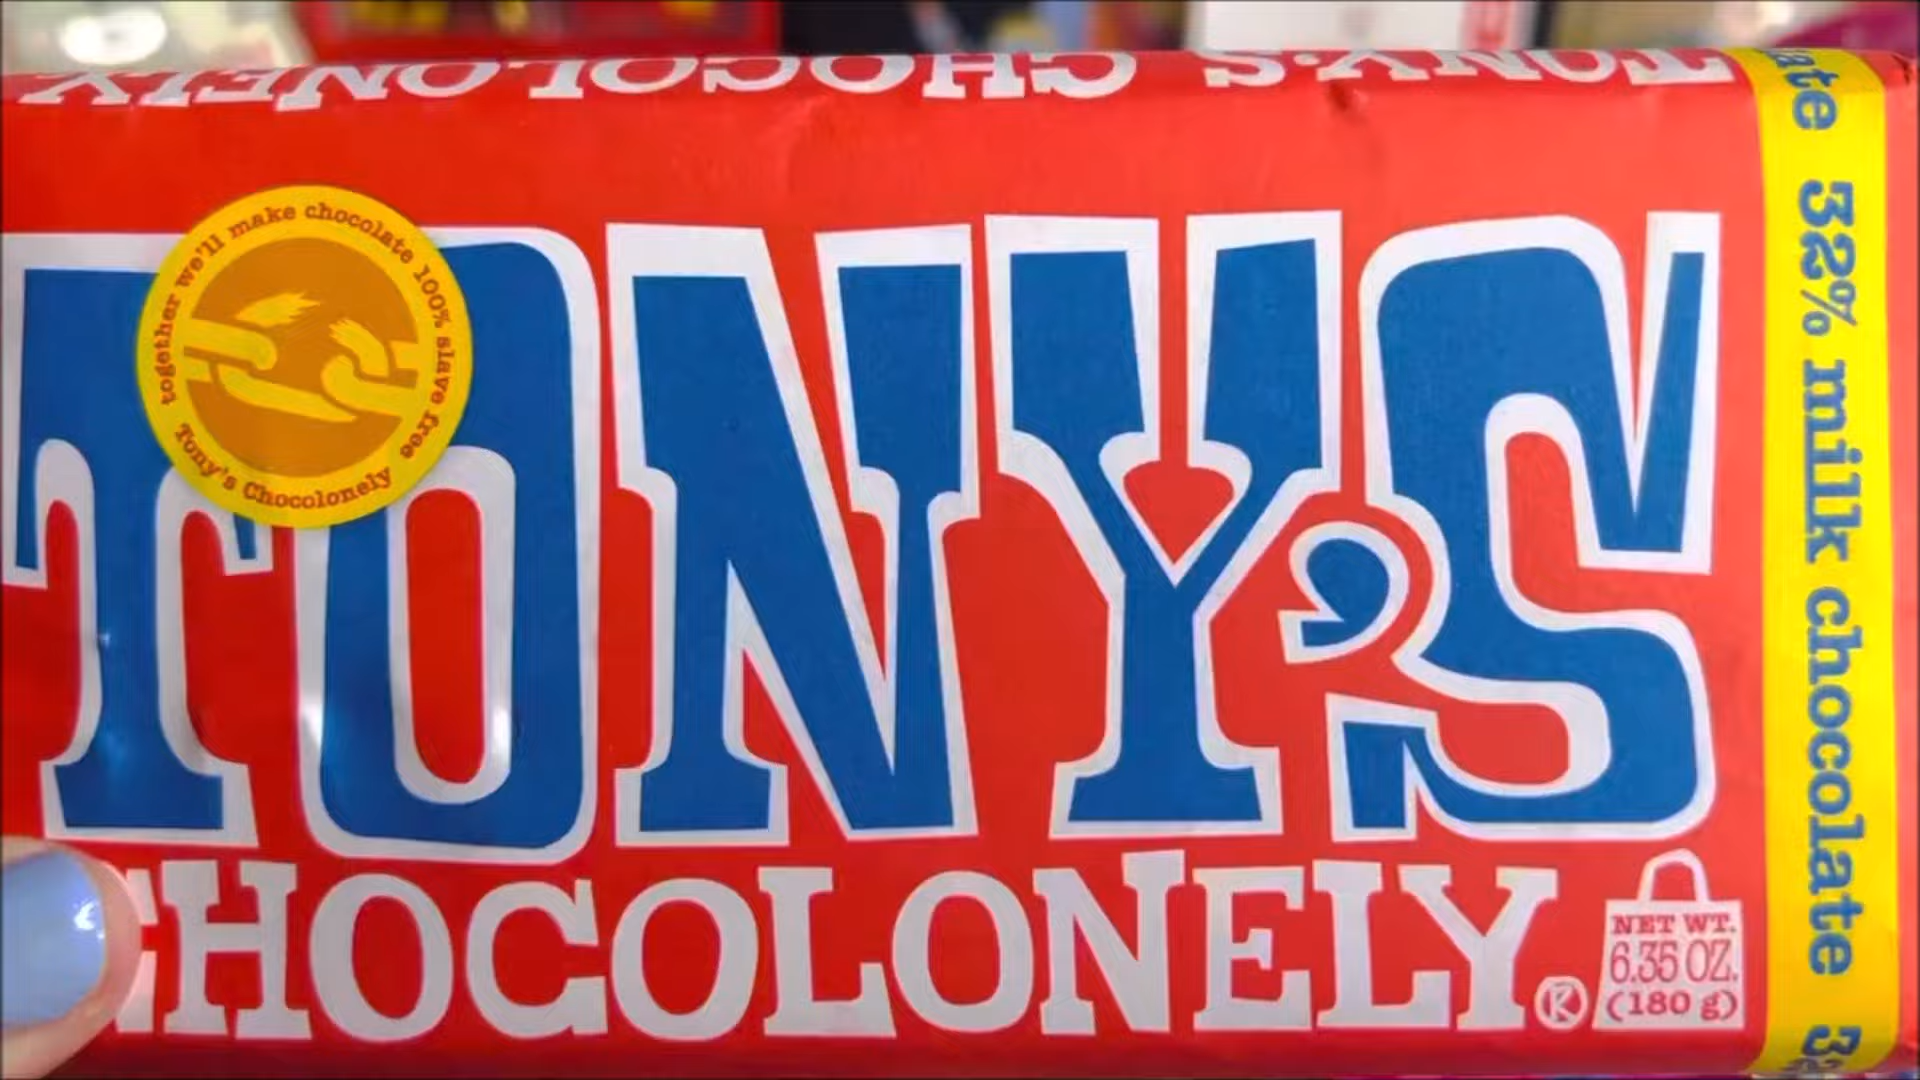 TONY'S CHOCOLONELY
together we'll make chocolate 100% slave free
Tony's Chocolonely
TONY'S
CHOCOLONELY
NET WT.
6.35 OZ.
(180 g)
K
32% milk chocolate